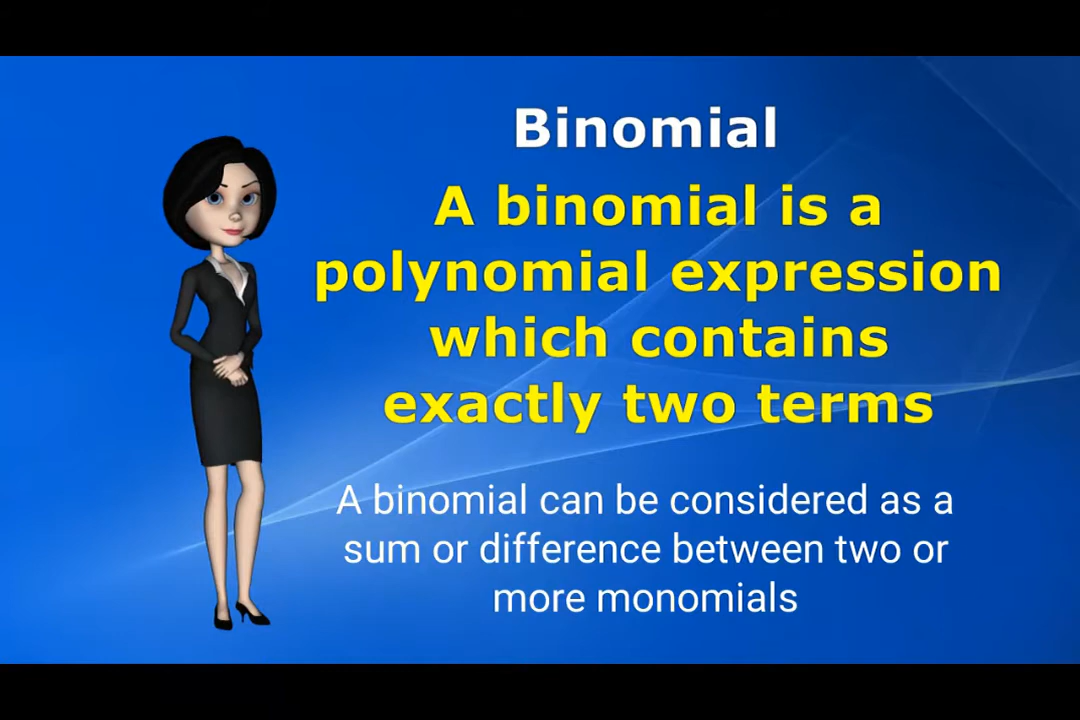 Binomial
A binomial is a
polynomial expression
which contains
exactly two terms
A binomial can be considered as a
sum or difference between two or
more monomials